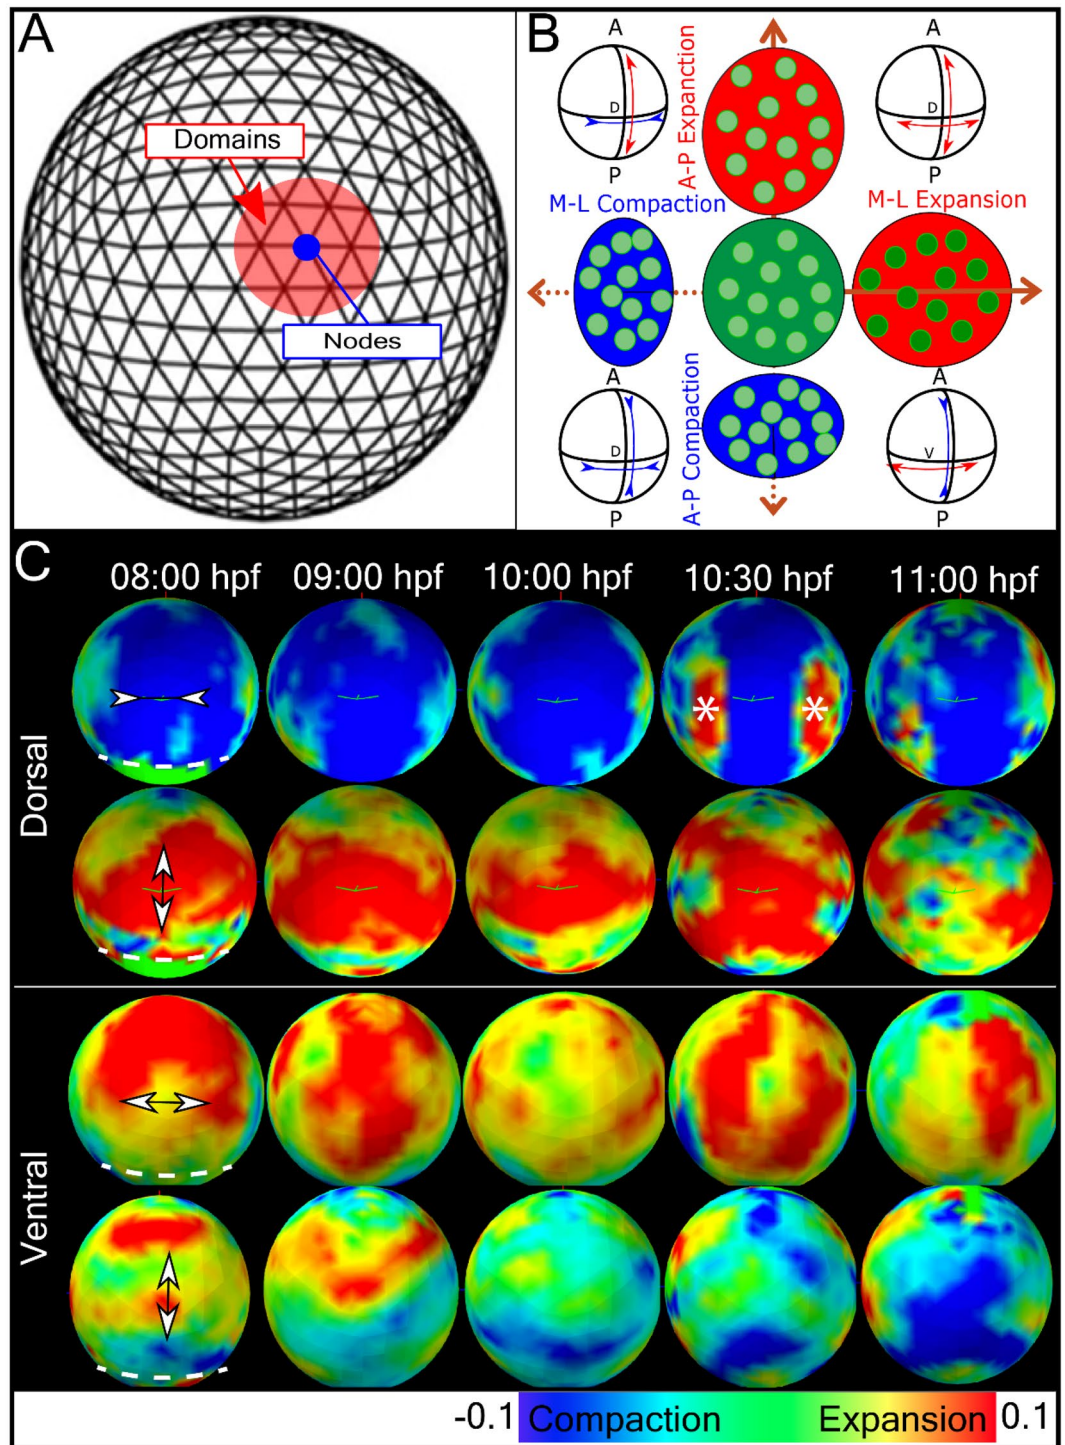 A
Domains
Nodes
B
A
D
P
A-P Expanction
A
D
P
M-L Compaction
M-L Expansion
A
D
P
A-P Compaction
A
V
P
C
08:00 hpf
09:00 hpf
10:00 hpf
10:30 hpf
11:00 hpf
*
*
Dorsal
Ventral
-0.1
Compaction
Expansion
0.1